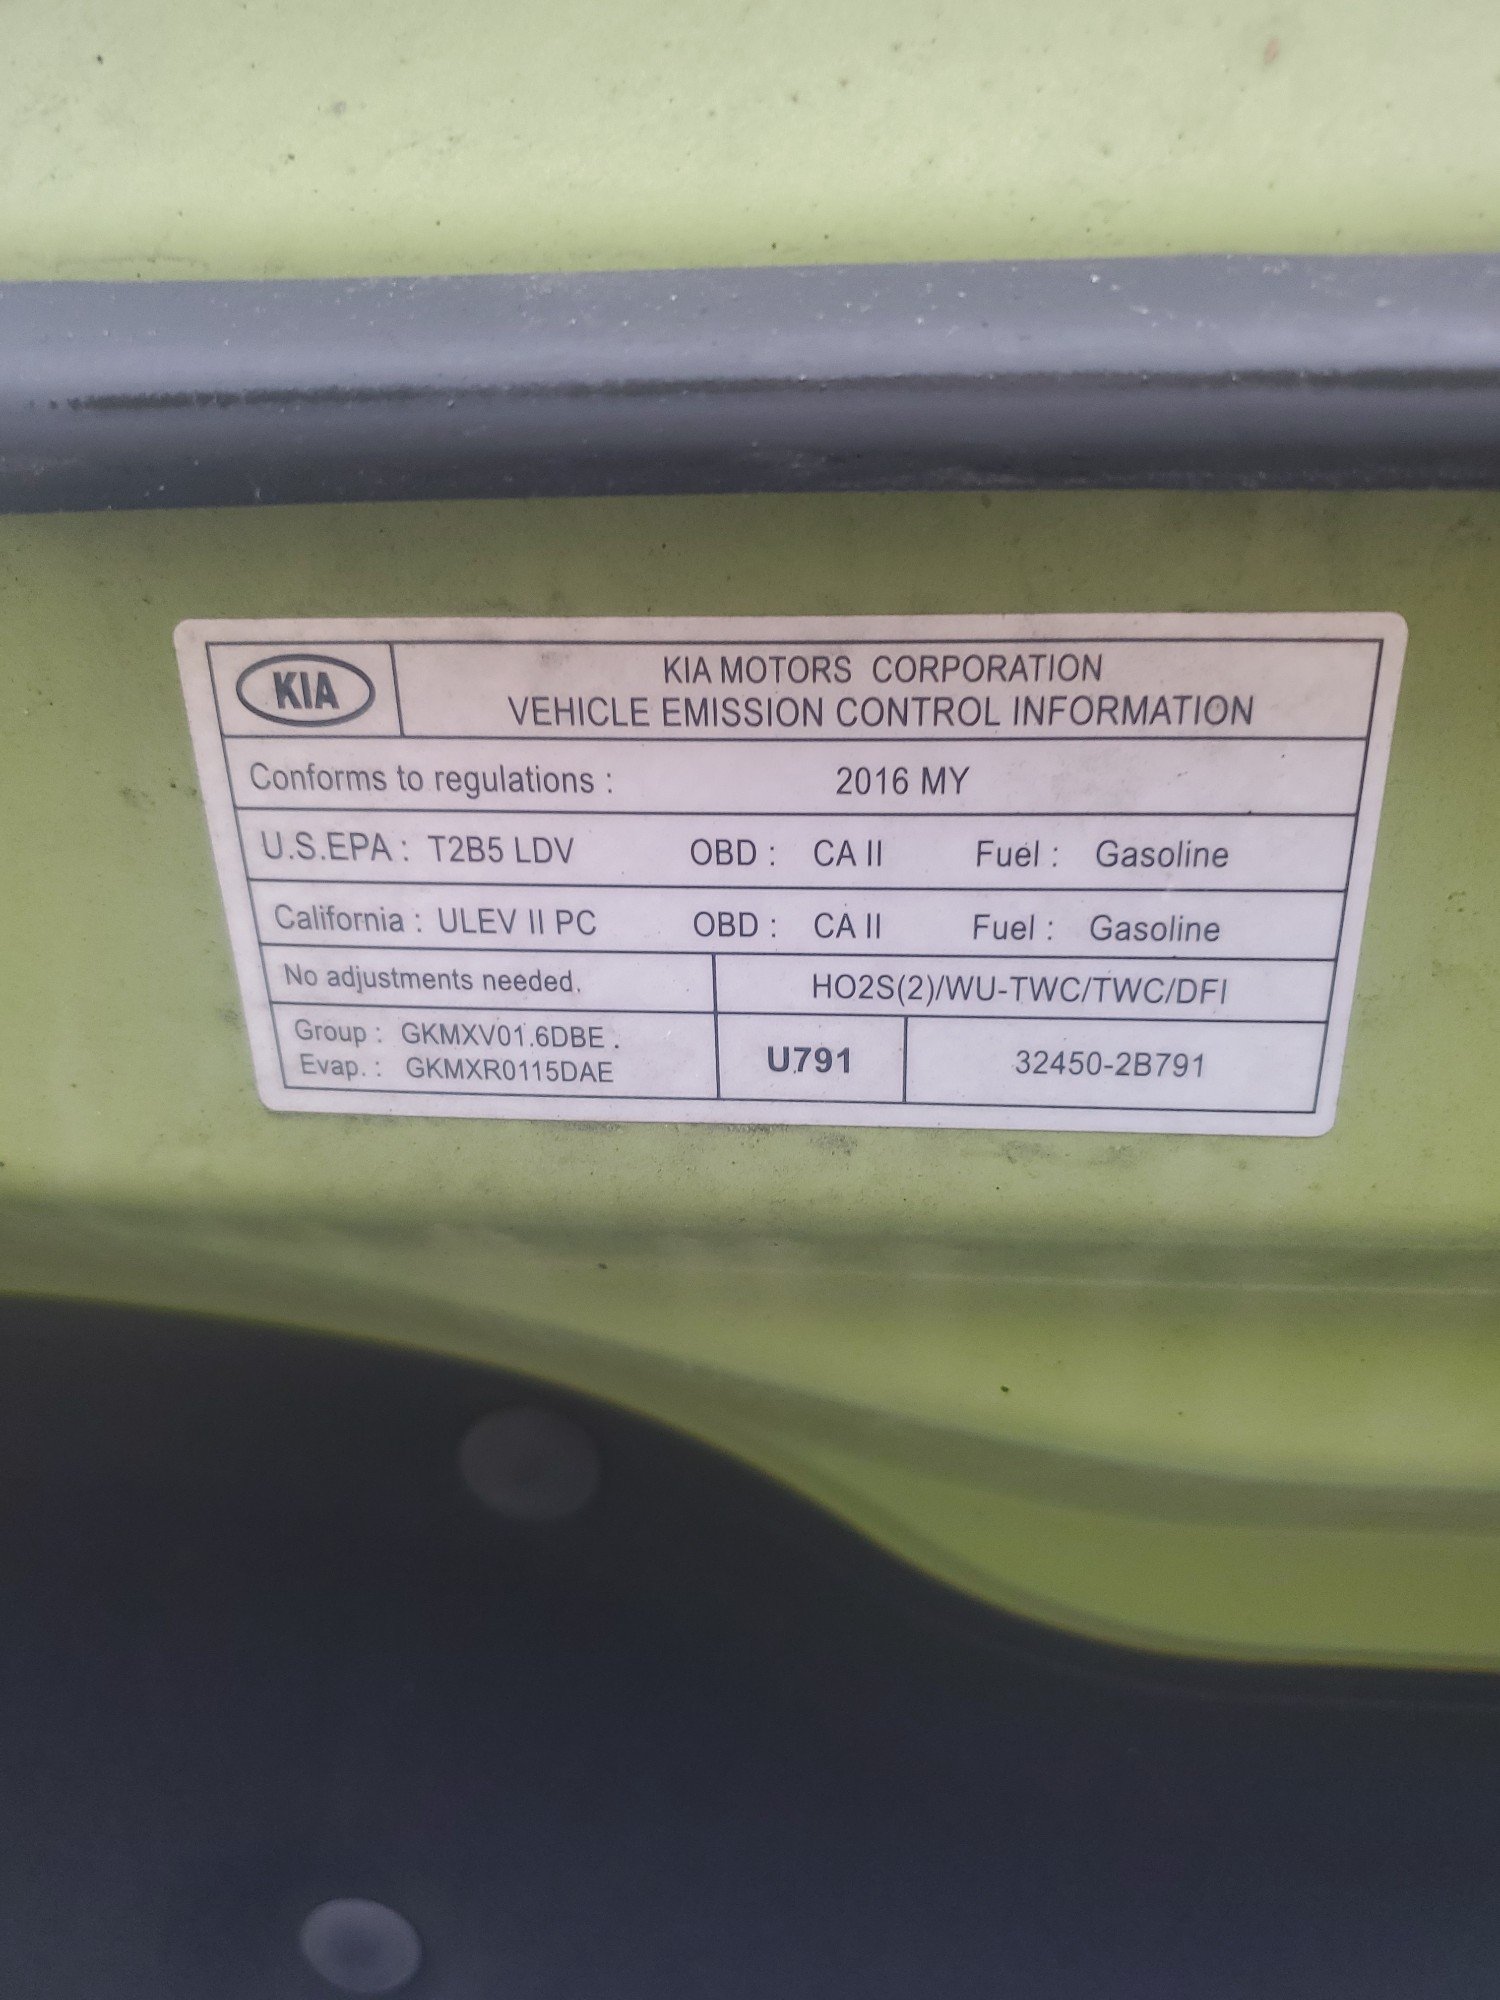 KIA
KIA MOTORS CORPORATION
VEHICLE EMISSION CONTROL INFORMATION
Conforms to regulations : 2016 MY
U.S.EPA : T2B5 LDV OBD : CA II Fuel : Gasoline
California : ULEV II PC OBD : CA II Fuel : Gasoline
No adjustments needed. HO2S(2)/WU-TWC/TWC/DFI
Group : GKMXV01.6DBE .
Evap. : GKMXR0115DAE
U791
32450-2B791